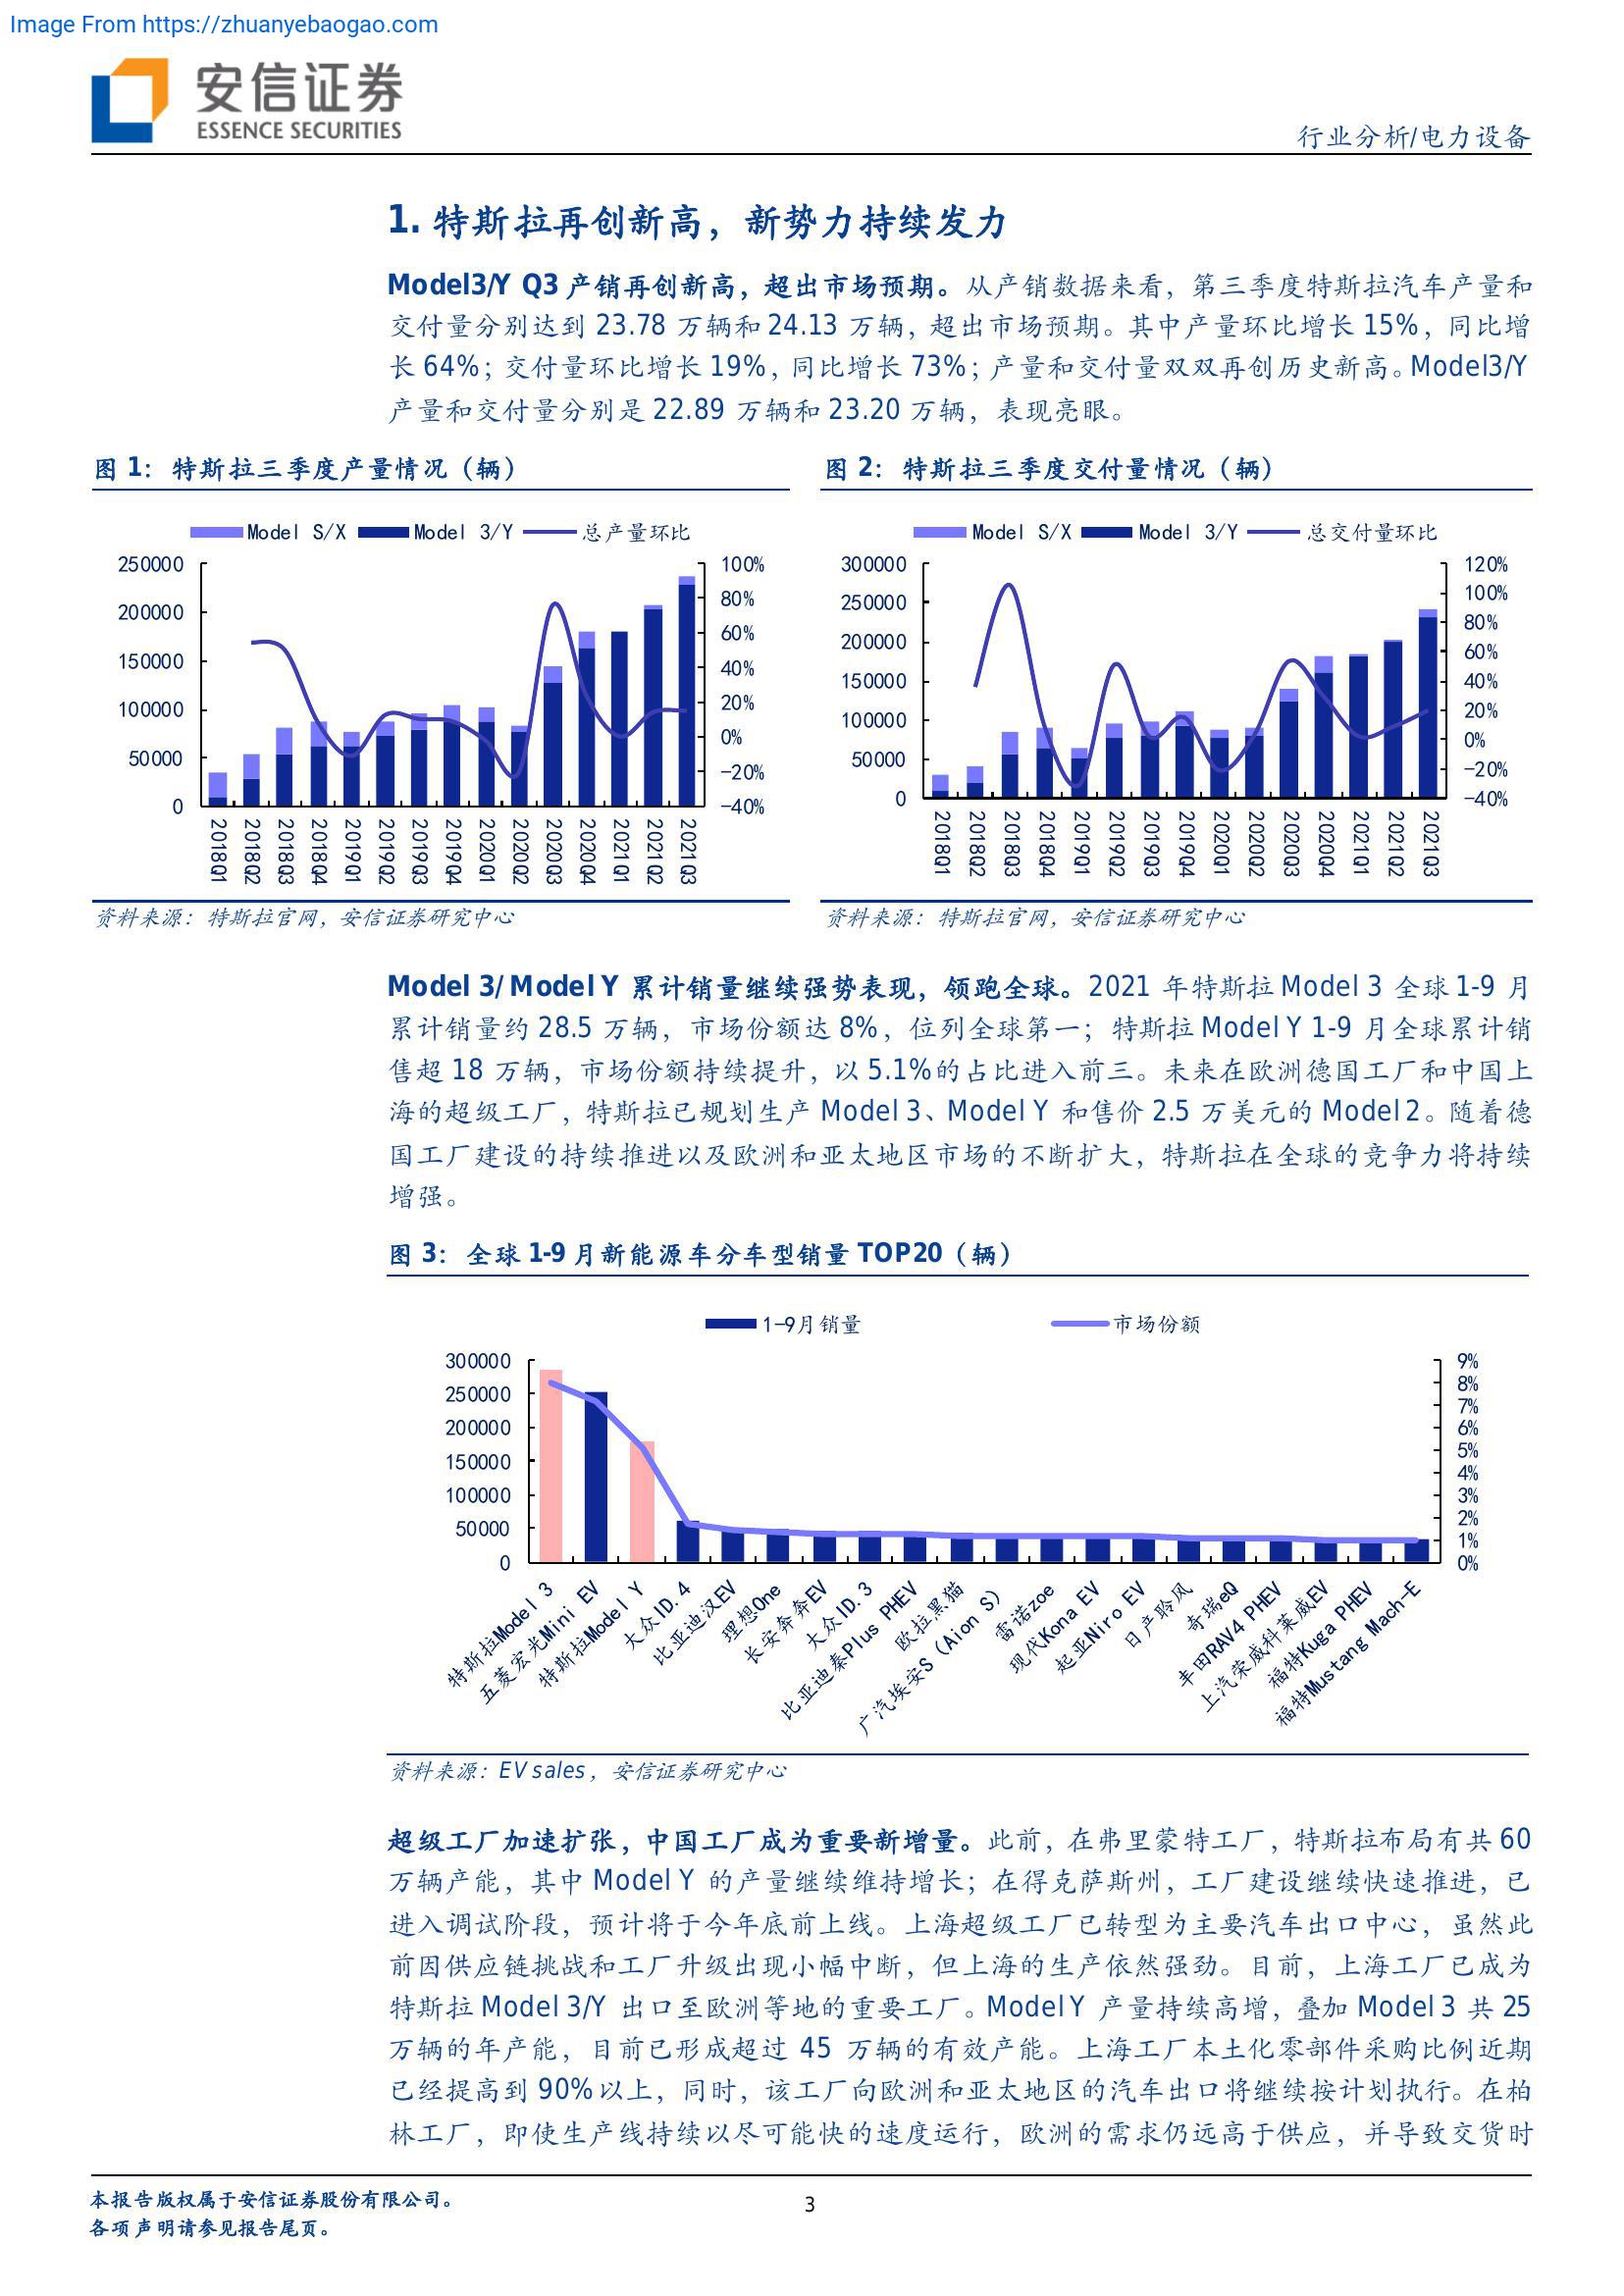 Image From https://zhuanyebaogao.com
安信证券
ESSENCE SECURITIES
行业分析/电力设备
1. 特斯拉再创新高，新势力持续发力
Model3/Y Q3 产销再创新高，超出市场预期。从产销数据来看，第三季度特斯拉汽车产量和
交付量分别达到 23.78 万辆和 24.13 万辆，超出市场预期。其中产量环比增长 15%，同比增
长 64%；交付量环比增长 19%，同比增长 73%；产量和交付量双双再创历史新高。Model3/Y
产量和交付量分别是 22.89 万辆和 23.20 万辆，表现亮眼。
图 1：特斯拉三季度产量情况（辆）
Model S/X Model 3/Y 总产量环比
250000
200000
150000
100000
50000
0
100%
80%
60%
40%
20%
0%
-20%
-40%
2018Q1
2018Q2
2018Q3
2018Q4
2019Q1
2019Q2
2019Q3
2019Q4
2020Q1
2020Q2
2020Q3
2020Q4
2021Q1
2021Q2
2021Q3
资料来源：特斯拉官网，安信证券研究中心
图 2：特斯拉三季度交付量情况（辆）
Model S/X Model 3/Y 总交付量环比
300000
250000
200000
150000
100000
50000
0
120%
100%
80%
60%
40%
20%
0%
-20%
-40%
2018Q1
2018Q2
2018Q3
2018Q4
2019Q1
2019Q2
2019Q3
2019Q4
2020Q1
2020Q2
2020Q3
2020Q4
2021Q1
2021Q2
2021Q3
资料来源：特斯拉官网，安信证券研究中心
Model 3/ Model Y 累计销量继续强势表现，领跑全球。2021 年特斯拉 Model 3 全球 1-9 月
累计销量约 28.5 万辆，市场份额达 8%，位列全球第一；特斯拉 Model Y 1-9 月全球累计销
售超 18 万辆，市场份额持续提升，以 5.1%的占比进入前三。未来在欧洲德国工厂和中国上
海的超级工厂，特斯拉已规划生产 Model 3、Model Y 和售价 2.5 万美元的 Model 2。随着德
国工厂建设的持续推进以及欧洲和亚太地区市场的不断扩大，特斯拉在全球的竞争力将持续
增强。
图 3：全球 1-9 月新能源车分车型销量 TOP20（辆）
1-9月销量 市场份额
300000
250000
200000
150000
100000
50000
0
9%
8%
7%
6%
5%
4%
3%
2%
1%
0%
特斯拉Model 3
五菱宏光Mini EV
特斯拉Model Y
大众ID.4
比亚迪汉EV
理想One
长安奔奔EV
大众ID.3
比亚迪秦Plus PHEV
欧拉黑猫
广汽埃安S（Aion S）
雷诺zoe
现代Kona EV
起亚Niro EV
日产聆风
奇瑞eQ
丰田RAV4 PHEV
上汽荣威科莱威EV
福特Kuga PHEV
福特Mustang Mach-E
资料来源：EV sales，安信证券研究中心
超级工厂加速扩张，中国工厂成为重要新增量。此前，在弗里蒙特工厂，特斯拉布局有共 60
万辆产能，其中 Model Y 的产量继续维持增长；在得克萨斯州，工厂建设继续快速推进，已
进入调试阶段，预计将于今年底前上线。上海超级工厂已转型为主要汽车出口中心，虽然此
前因供应链挑战和工厂升级出现小幅中断，但上海的生产依然强劲。目前，上海工厂已成为
特斯拉 Model 3/Y 出口至欧洲等地的重要工厂。Model Y 产量持续高增，叠加 Model 3 共 25
万辆的年产能，目前已形成超过 45 万辆的有效产能。上海工厂本土化零部件采购比例近期
已经提高到 90%以上，同时，该工厂向欧洲和亚太地区的汽车出口将继续按计划执行。在柏
林工厂，即使生产线持续以尽可能快的速度运行，欧洲的需求仍远高于供应，并导致交货时
本报告版权属于安信证券股份有限公司。
各项声明请参见报告尾页。
3